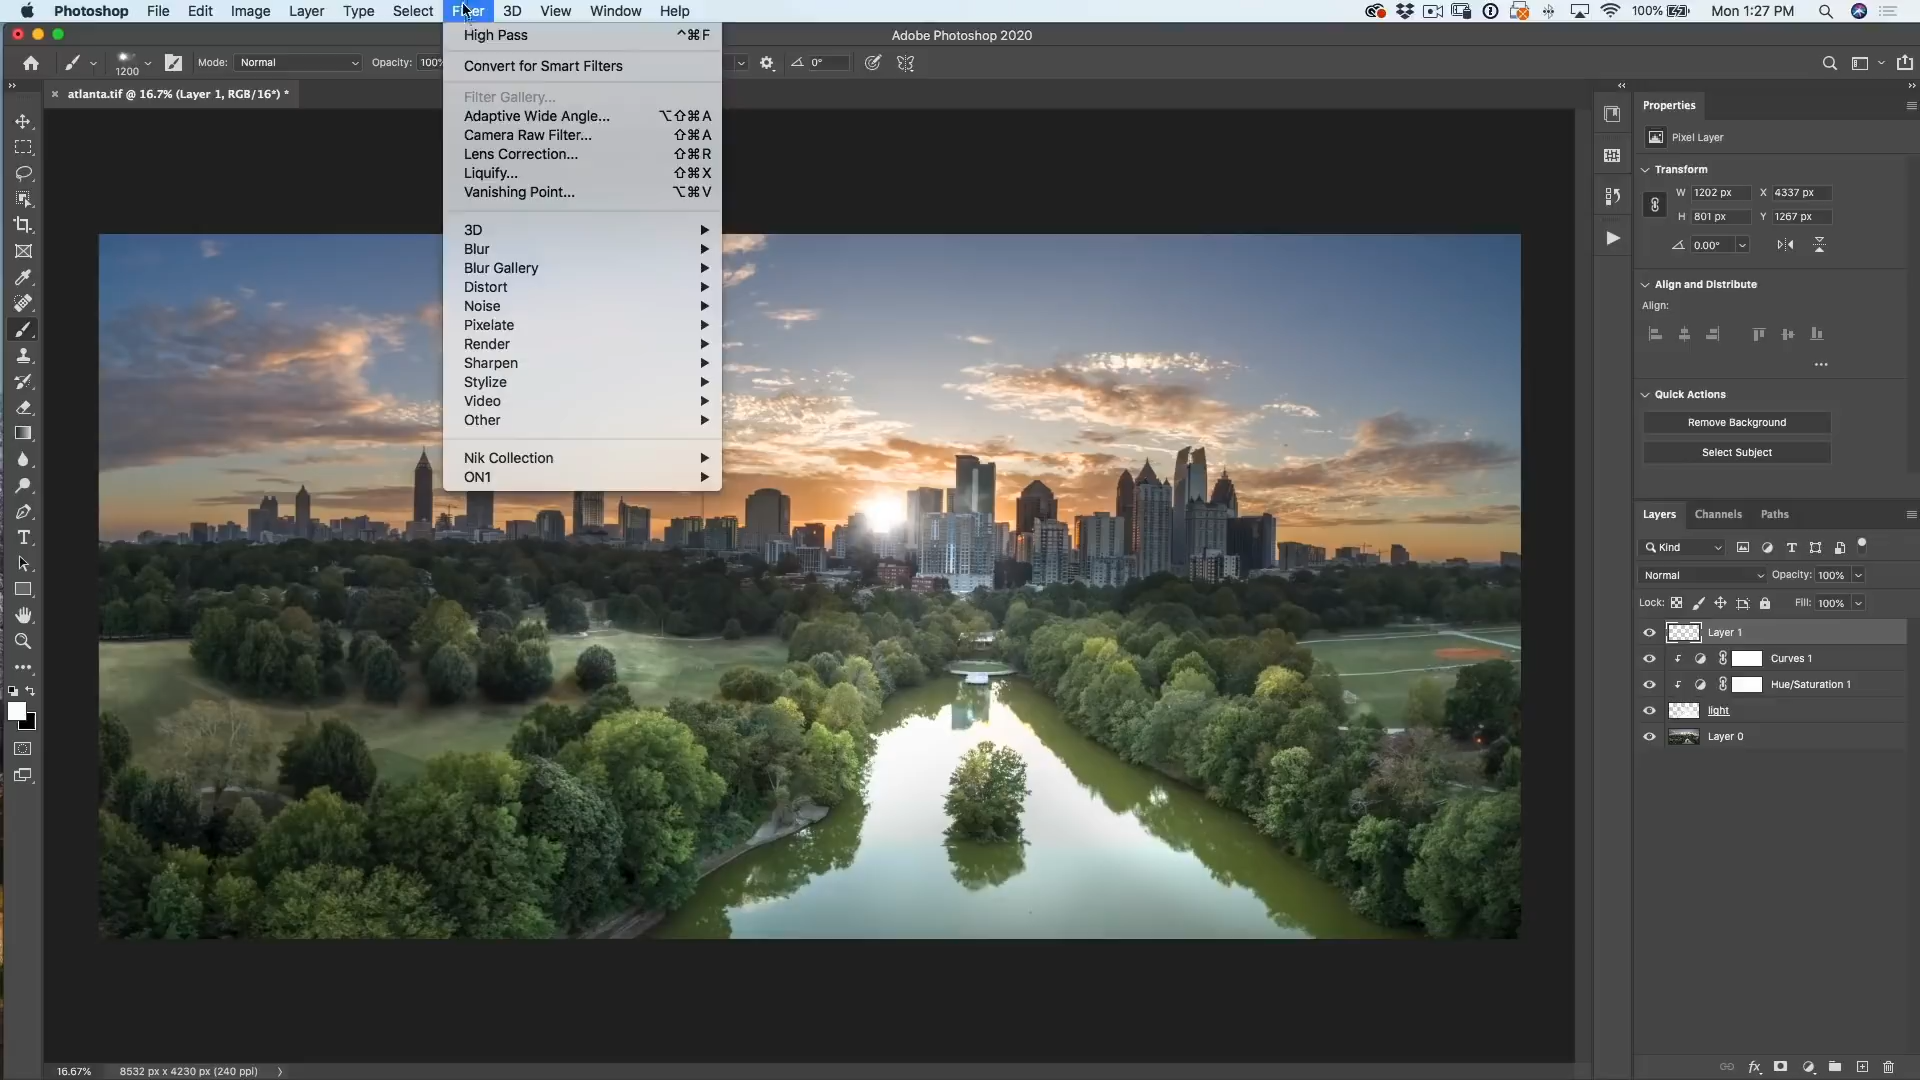 Photoshop File Edit Image Layer Type Select Filter 3D View Window Help 100% Mon 1:27 PM
Adobe Photoshop 2020
1200 Mode: Normal Opacity: 100% 0°
atlanta.tif @ 16.7% (Layer 1, RGB/16*) *
High Pass ^⌘F
Convert for Smart Filters
Filter Gallery...
Adaptive Wide Angle... ⌥⇧⌘A
Camera Raw Filter... ⇧⌘A
Lens Correction... ⇧⌘R
Liquify... ⇧⌘X
Vanishing Point... ⌥⌘V
3D
Blur
Blur Gallery
Distort
Noise
Pixelate
Render
Sharpen
Stylize
Video
Other
Nik Collection
ON1
Properties
Pixel Layer
Transform
W 1202 px X 4337 px
H 801 px Y 1267 px
0.00°
Align and Distribute
Align:
Quick Actions
Remove Background
Select Subject
Layers Channels Paths
Kind
Normal Opacity: 100%
Lock: Fill: 100%
Layer 1
Curves 1
Hue/Saturation 1
light
Layer 0
16.67% 8532 px x 4230 px (240 ppi)